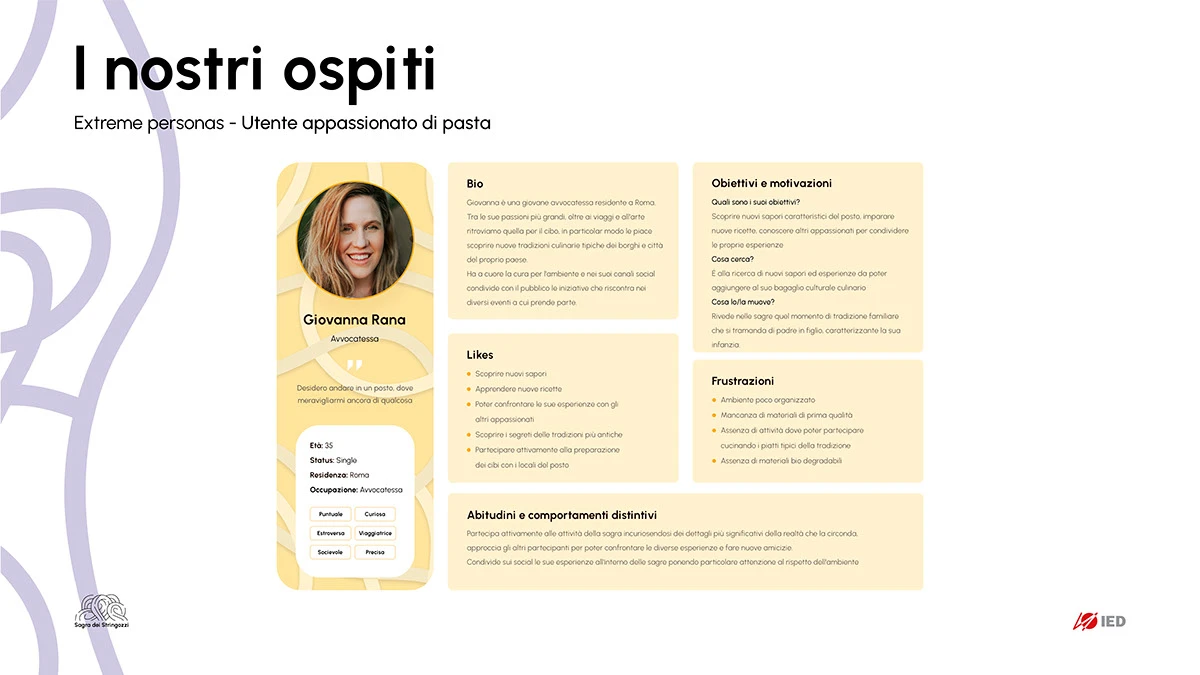 I nostri ospiti
Extreme personas - Utente appassionato di pasta
Giovanna Rana
Avvocatessa
"
Desidero andare in un posto, dove
meravigliarmi ancora di qualcosa
Età: 35
Status: Single
Residenza: Roma
Occupazione: Avvocatessa
Puntuale
Curiosa
Estroversa
Viaggiatrice
Socievole
Precisa
Bio
Giovanna è una giovane avvocatessa residente a Roma.
Tra le sue passioni più grandi, oltre ai viaggi e all'arte
ritroviamo quella per il cibo, in particolar modo le piace
scoprire nuove tradizioni culinarie tipiche dei borghi e città
del proprio paese.
Ha a cuore la cura per l'ambiente e nei suoi canali social
condivide con il pubblico le iniziative che riscontra nei
diversi eventi a cui prende parte.
Likes
Scoprire nuovi sapori
Apprendere nuove ricette
Poter confrontare le sue esperienze con gli
altri appassionati
Scoprire i segreti delle tradizioni più antiche
Partecipare attivamente alla preparazione
dei cibi con i locali del posto
Obiettivi e motivazioni
Quali sono i suoi obiettivi?
Scoprire nuovi sapori caratteristici del posto, imparare
nuove ricette, conoscere altri appassionati per condividere
le proprie esperienze
Cosa cerca?
É alla ricerca di nuovi sapori ed esperienze da poter
aggiungere al suo bagaglio culturale culinario
Cosa lo/la muove?
Rivede nelle sagre quel momento di tradizione familiare
che si tramanda di padre in figlio, caratterizzante la sua
infanzia.
Frustrazioni
Ambiente poco organizzato
Mancanza di materiali di prima qualità
Assenza di attività dove poter partecipare
cucinando i piatti tipici della tradizione
Assenza di materiali bio degradabili
Abitudini e comportamenti distintivi
Partecipa attivamente alle attività della sagra incuriosendosi dei dettagli più significativi della realtà che la circonda,
approccia gli altri partecipanti per poter confrontare le diverse esperienze e fare nuove amicizie.
Condivide sui social le sue esperienze all'interno delle sagre ponendo particolare attenzione al rispetto dell'ambiente
Sagra dei Stringozzi
IED